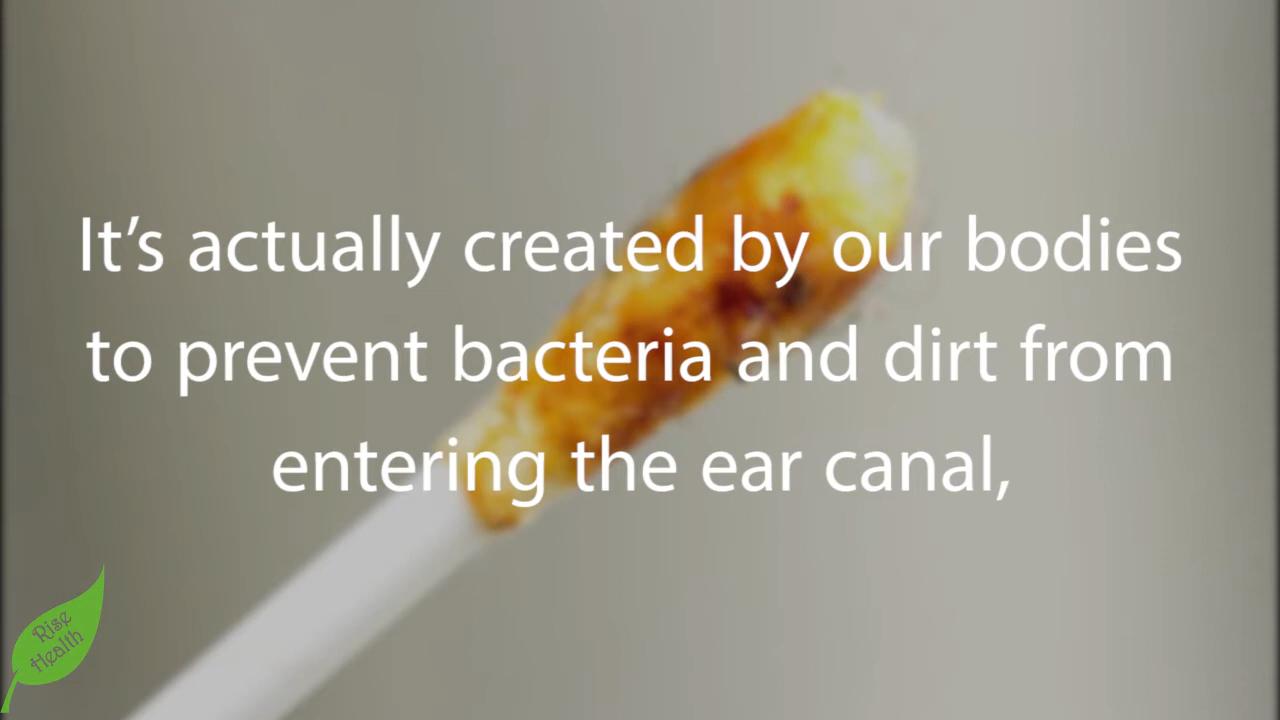 It’s actually created by our bodies
to prevent bacteria and dirt from
entering the ear canal,
Rise
Health